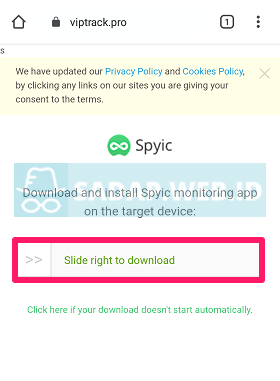 viptrack.pro
1
s
We have updated our Privacy Policy and Cookies Policy,
by clicking any links on our sites you are giving your
consent to the terms.
Spyic
SADAP.WEB.ID
Download and install Spyic monitoring app
on the target device:
>> Slide right to download
Click here if your download doesn't start automatically.